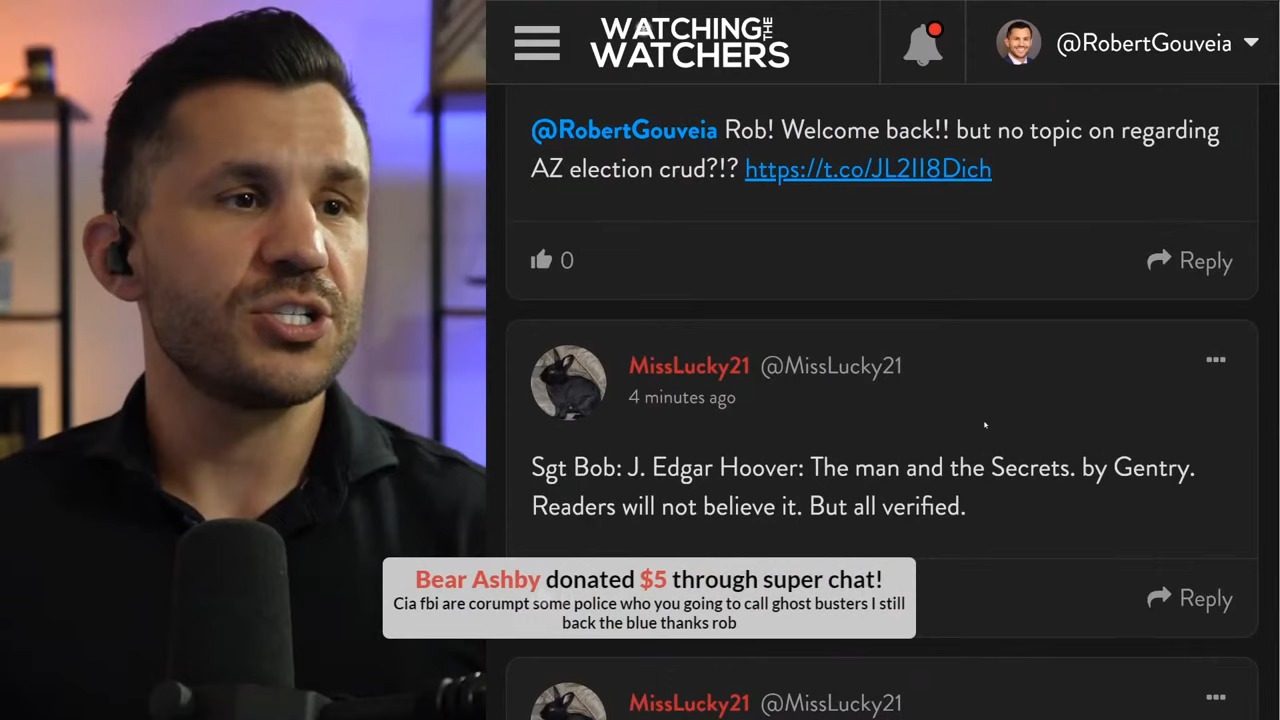 WATCHING THE
WATCHERS
@RobertGouveia
@RobertGouveia Rob! Welcome back!! but no topic on regarding
AZ election crud?!? https://t.co/JL2II8Dich
0
Reply
MissLucky21 @MissLucky21
4 minutes ago
Sgt Bob: J. Edgar Hoover: The man and the Secrets. by Gentry.
Readers will not believe it. But all verified.
Bear Ashby donated $5 through super chat!
Cia fbi are corumpt some police who you going to call ghost busters I still
back the blue thanks rob
Reply
MissLucky21 @MissLucky21